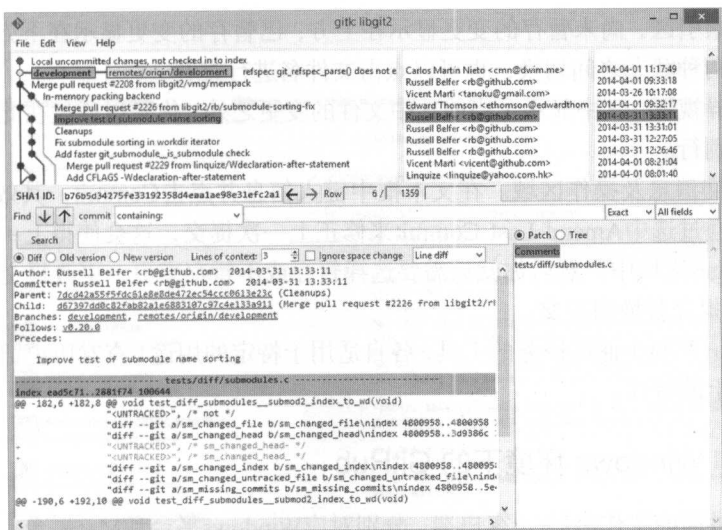 gitk: libgit2
File Edit View Help
Local uncommitted changes, not checked in to index
development remotes/origin/development refspec: git_refspec_parse() does not e
Merge pull request #2208 from libgit2/vmg/mempack
In-memory packing backend
Merge pull request #2226 from libgit2/rb/submodule-sorting-fix
Improve test of submodule name sorting
Cleanups
Fix submodule sorting in workdir iterator
Add faster git_submodule__is_submodule check
Merge pull request #2229 from linquize/Wdeclaration-after-statement
Add CFLAGS -Wdeclaration-after-statement
Carlos Martín Nieto <cmn@dwim.me>
Russell Belfer <rb@github.com>
Vicent Marti <tanoku@gmail.com>
Edward Thomson <ethomson@edwardthom
Russell Belfer <rb@github.com>
Russell Belfer <rb@github.com>
Russell Belfer <rb@github.com>
Russell Belfer <rb@github.com>
Vicent Marti <vicent@github.com>
Linquize <linquize@yahoo.com.hk>
2014-04-01 11:17:49
2014-04-01 09:33:18
2014-03-26 10:17:08
2014-04-01 09:32:17
2014-03-31 13:33:11
2014-03-31 13:31:01
2014-03-31 12:27:05
2014-03-31 12:26:46
2014-04-01 08:21:04
2014-04-01 08:01:40
SHA1 ID: b76b5d34275fe33192358d4eaa1ae98e31efc2a1 Row 6 / 1359
Find commit containing: Exact All fields
Search
Diff Old version New version Lines of context: 3 Ignore space change Line diff
Patch Tree
Comments
tests/diff/submodules.c
Author: Russell Belfer <rb@github.com> 2014-03-31 13:33:11
Committer: Russell Belfer <rb@github.com> 2014-03-31 13:33:11
Parent: 7dcd42a55f5fdc61e8e8de472ec54ccc0613e23c (Cleanups)
Child: d67397dd0c82fab82a1e6883107c97c4e133a911 (Merge pull request #2226 from libgit2/rl
Branches: development, remotes/origin/development
Follows: v0.20.0
Precedes:
Improve test of submodule name sorting
---------------------------- tests/diff/submodules.c ----------------------------
index ead5c71..2881f74 100644
@@ -182,6 +182,8 @@ void test_diff_submodules__submod2_index_to_wd(void)
"<UNTRACKED>", /* not */
"diff --git a/sm_changed_file b/sm_changed_file\nindex 4800958..4800958
"diff --git a/sm_changed_head b/sm_changed_head\nindex 4800958..3d9386c
- "<UNTRACKED>", /* sm_changed_head- */
- "<UNTRACKED>", /* sm_changed_head_ */
"diff --git a/sm_changed_index b/sm_changed_index\nindex 4800958..480095
"diff --git a/sm_changed_untracked_file b/sm_changed_untracked_file\nind
"diff --git a/sm_missing_commits b/sm_missing_commits\nindex 4800958..5e
@@ -190,6 +192,10 @@ void test_diff_submodules__submod2_index_to_wd(void)